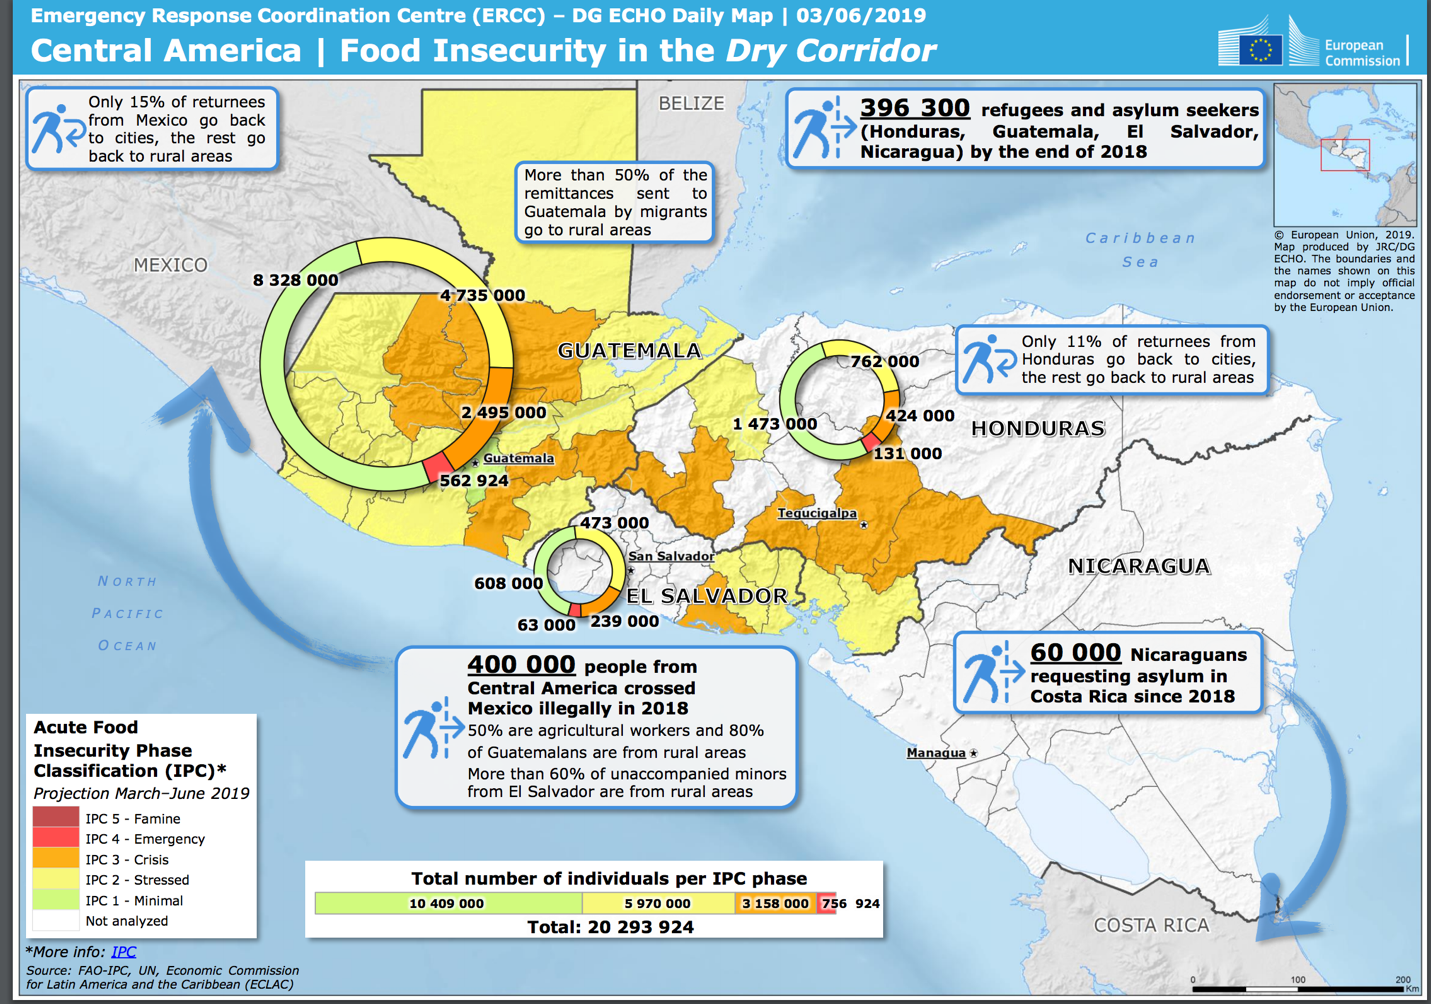 Emergency Response Coordination Centre (ERCC) – DG ECHO Daily Map | 03/06/2019
Central America | Food Insecurity in the Dry Corridor
European
Commission
Only 15% of returnees
from Mexico go back
to cities, the rest go
back to rural areas
BELIZE
396 300 refugees and asylum seekers
(Honduras, Guatemala, El Salvador,
Nicaragua) by the end of 2018
More than 50% of the
remittances sent to
Guatemala by migrants
go to rural areas
© European Union, 2019.
Map produced by JRC/DG
ECHO. The boundaries and
the names shown on this
map do not imply official
endorsement or acceptance
by the European Union.
Caribbean
Sea
MEXICO
8 328 000
4 735 000
2 495 000
562 924
GUATEMALA
Guatemala
Only 11% of returnees from
Honduras go back to cities,
the rest go back to rural areas
762 000
1 473 000
424 000
131 000
HONDURAS
Tegucigalpa
473 000
608 000
63 000
239 000
San Salvador
EL SALVADOR
NICARAGUA
NORTH
PACIFIC
OCEAN
400 000 people from
Central America crossed
Mexico illegally in 2018
50% are agricultural workers and 80%
of Guatemalans are from rural areas
More than 60% of unaccompanied minors
from El Salvador are from rural areas
60 000 Nicaraguans
requesting asylum in
Costa Rica since 2018
Managua
COSTA RICA
Acute Food
Insecurity Phase
Classification (IPC)*
Projection March–June 2019
IPC 5 - Famine
IPC 4 - Emergency
IPC 3 - Crisis
IPC 2 - Stressed
IPC 1 - Minimal
Not analyzed
*More info: IPC
Source: FAO-IPC, UN, Economic Commission
for Latin America and the Caribbean (ECLAC)
Total number of individuals per IPC phase
10 409 000 5 970 000 3 158 000 756 924
Total: 20 293 924
0 100 200
Km